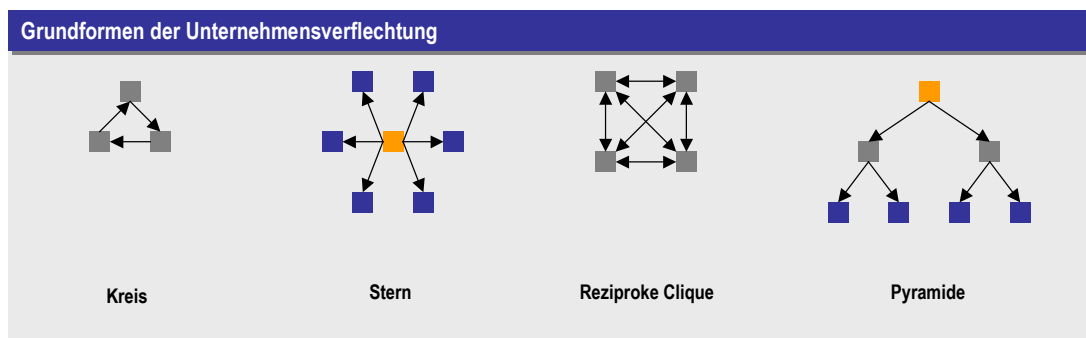 Grundformen der Unternehmensverflechtung
Kreis
Stern
Reziproke Clique
Pyramide